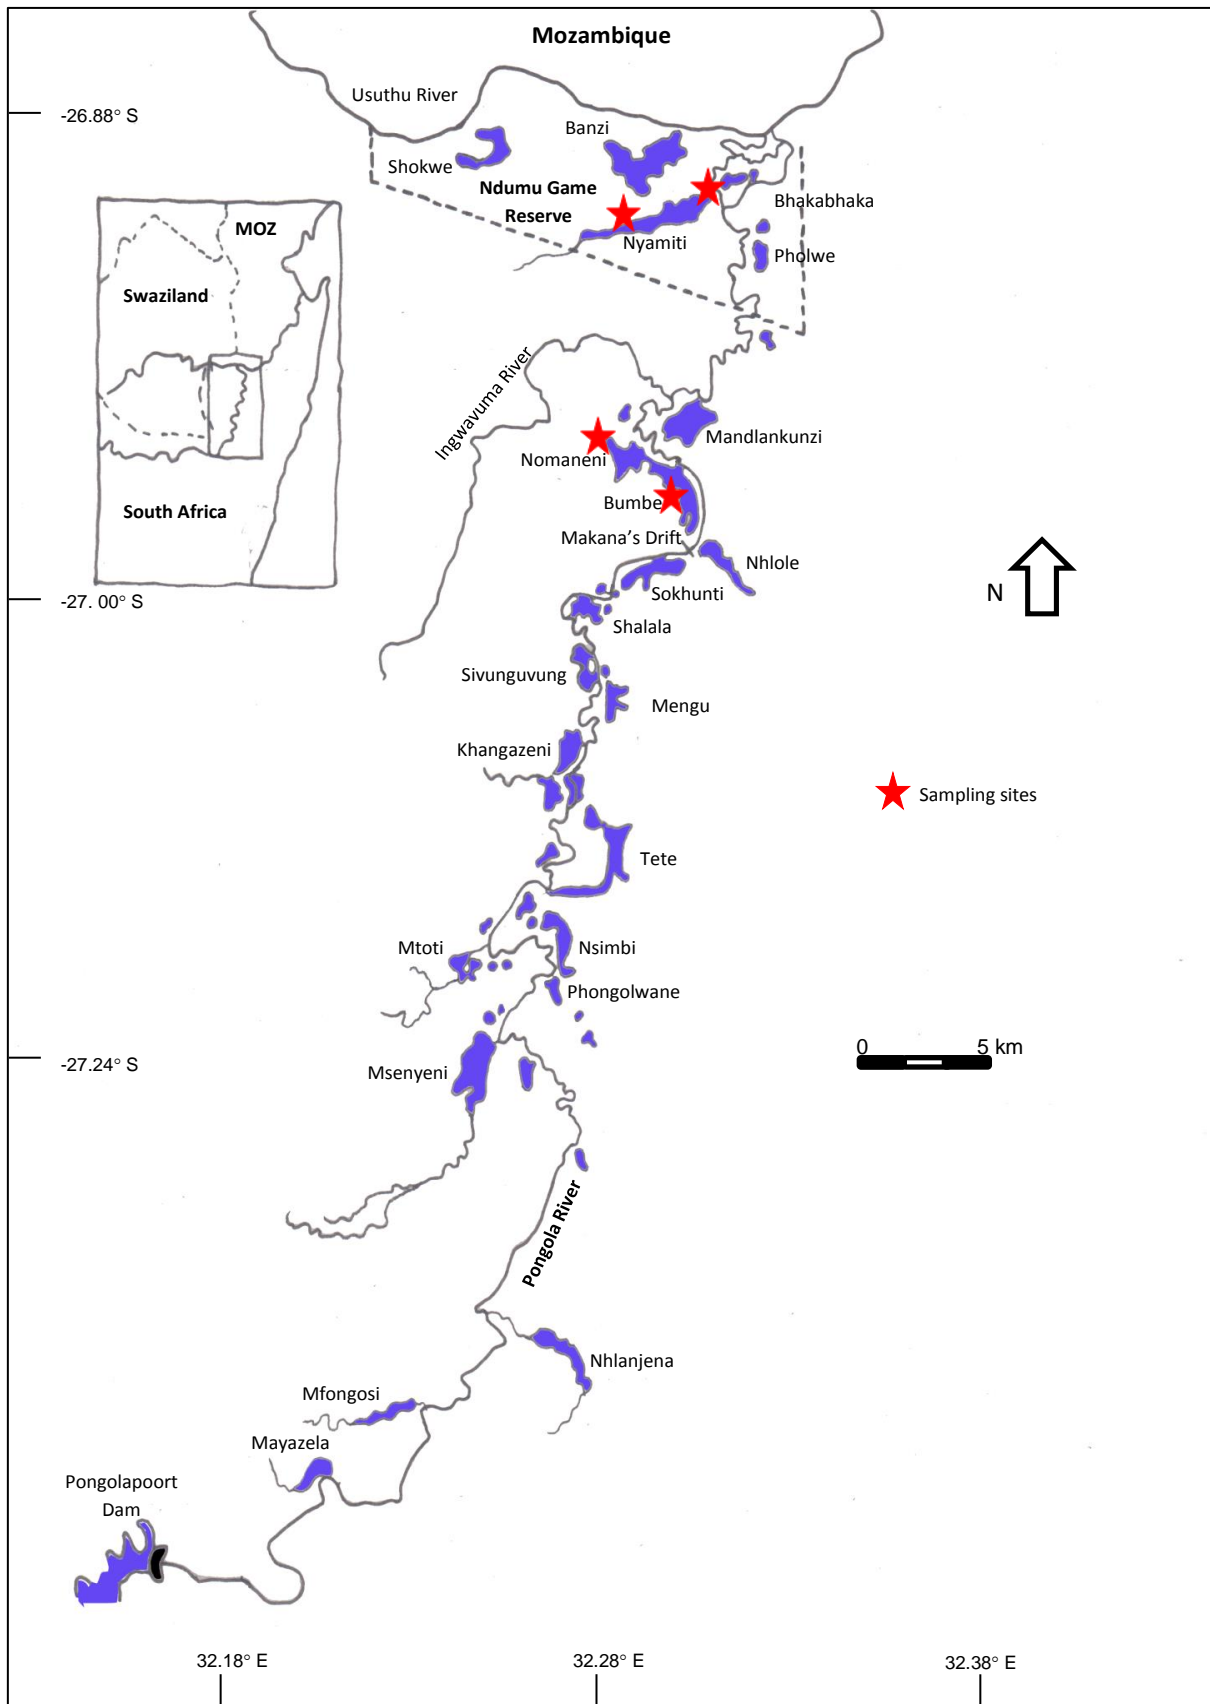 Mozambique
Usuthu River
-26.88° S
Banzi
Shokwe
Ndumu Game
Reserve
Bhakabhaka
Nyamiti
Pholwe
MOZ
Swaziland
South Africa
Ingwavuma River
Mandlankunzi
Nomaneni
Bumbe
Makana's Drift
Nhlole
Sokhunti
-27. 00° S
N
Shalala
Sivunguvung
Mengu
Khangazeni
Sampling sites
Tete
Mtoti
Nsimbi
Phongolwane
0 5 km
-27.24° S
Msenyeni
Pongola River
Nhlanjena
Mfongosi
Mayazela
Pongolapoort
Dam
32.18° E
32.28° E
32.38° E